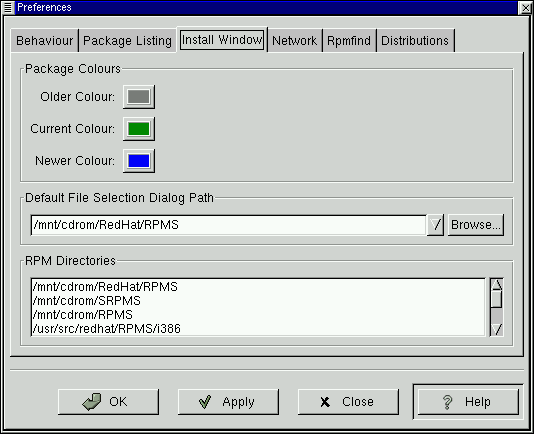 Preferences
Behaviour Package Listing Install Window Network Rpmfind Distributions
Package Colours
Older Colour:
Current Colour:
Newer Colour:
Default File Selection Dialog Path
/mnt/cdrom/RedHat/RPMS Browse...
RPM Directories
/mnt/cdrom/RedHat/RPMS
/mnt/cdrom/SRPMS
/mnt/cdrom/RPMS
/usr/src/redhat/RPMS/i386
OK Apply Close Help